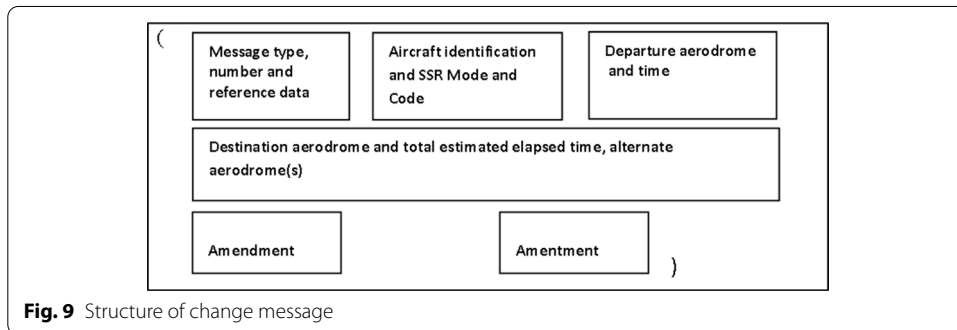 (
Message type,
number and
reference data
Aircraft identification
and SSR Mode and
Code
Departure aerodrome
and time
Destination aerodrome and total estimated elapsed time, alternate
aerodrome(s)
Amendment
Amentment
)
Fig. 9 Structure of change message